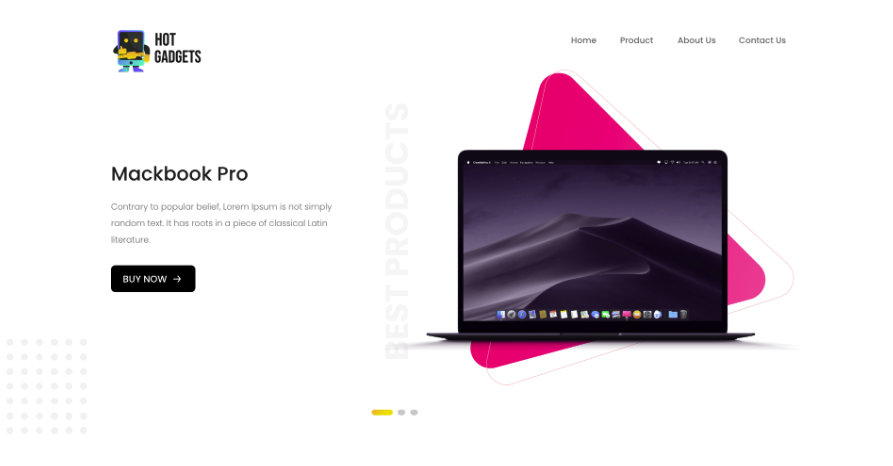 HOT
GADGETS
Home
Product
About Us
Contact Us
BEST PRODUCTS
Mackbook Pro
Contrary to popular belief, Lorem Ipsum is not simply
random text. It has roots in a piece of classical Latin
literature.
BUY NOW →